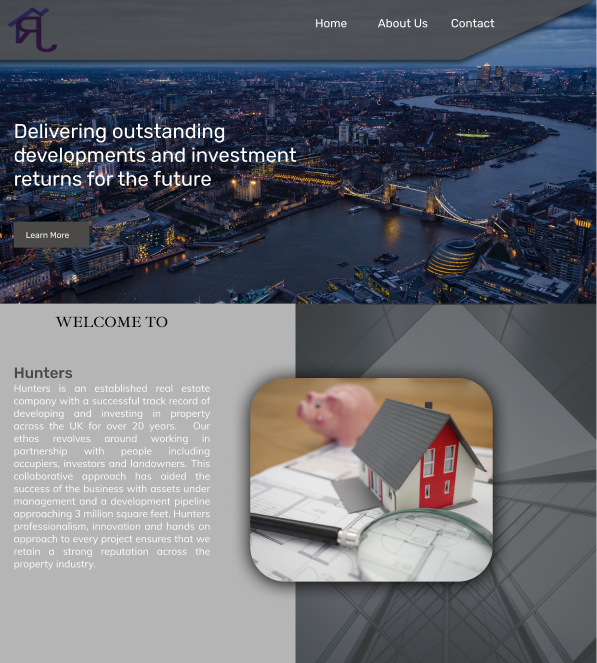 Home About Us Contact
Delivering outstanding
developments and investment
returns for the future
Learn More
WELCOME TO
Hunters
Hunters is an established real estate
company with a successful track record of
developing and investing in property
across the UK for over 20 years. Our
ethos revolves around working in
partnership with people including
occupiers, investors and landowners. This
collaborative approach has aided the
success of the business with assets under
management and a development pipeline
approaching 3 million square feet. Hunters
professionalism, innovation and hands on
approach to every project ensures that we
retain a strong reputation across the
property industry.